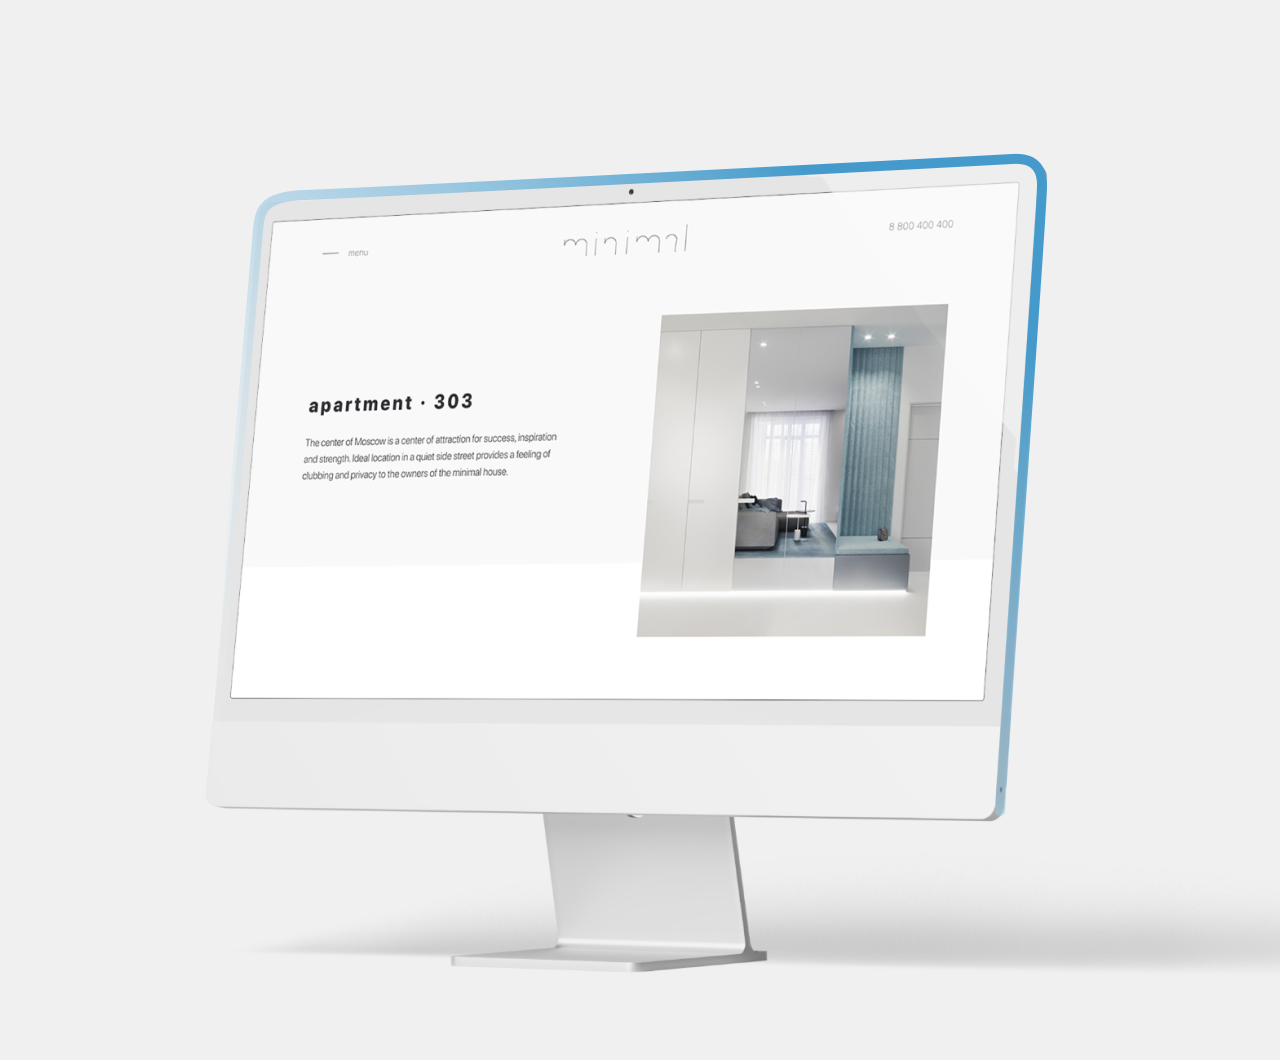 menu
minimal
8 800 400 400
apartment · 303
The center of Moscow is a center of attraction for success, inspiration
and strength. Ideal location in a quiet side street provides a feeling of
clubbing and privacy to the owners of the minimal house.